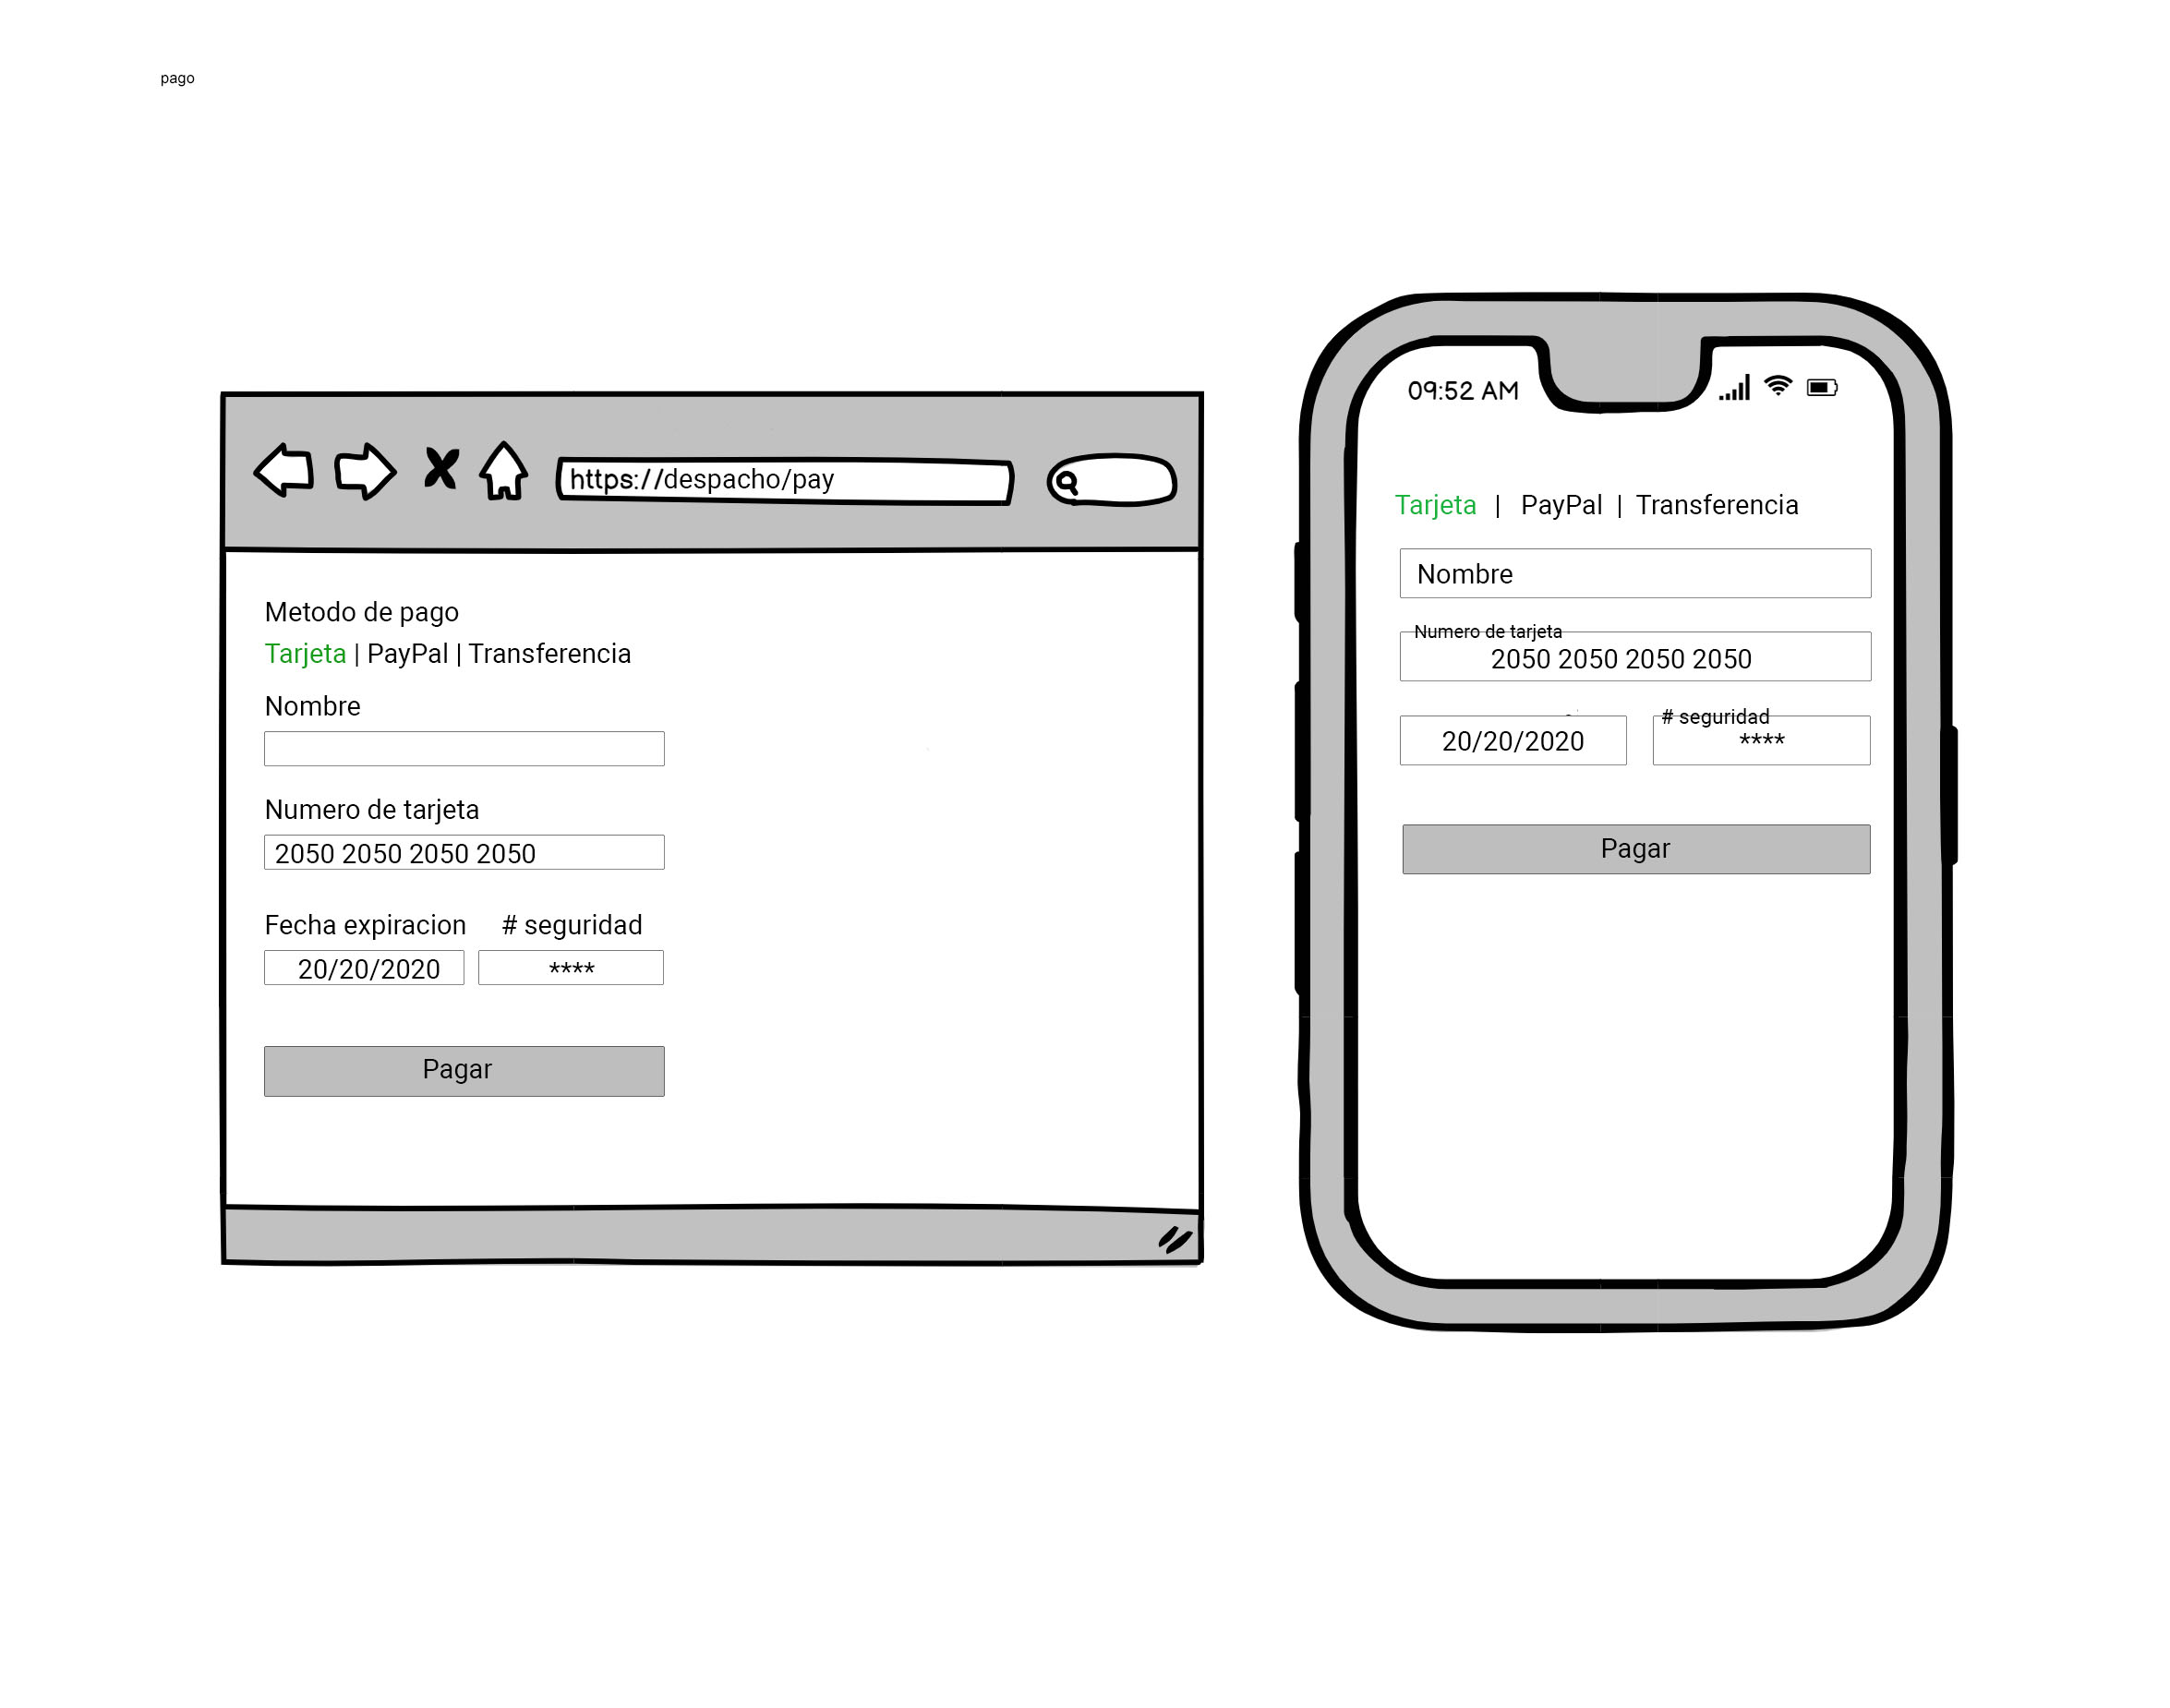 pago
https://despacho/pay
Metodo de pago
Tarjeta | PayPal | Transferencia
Nombre
Numero de tarjeta
2050 2050 2050 2050
Fecha expiracion # seguridad
20/20/2020 ****
Pagar
09:52 AM
Tarjeta | PayPal | Transferencia
Nombre
Numero de tarjeta
2050 2050 2050 2050
# seguridad
20/20/2020 ****
Pagar